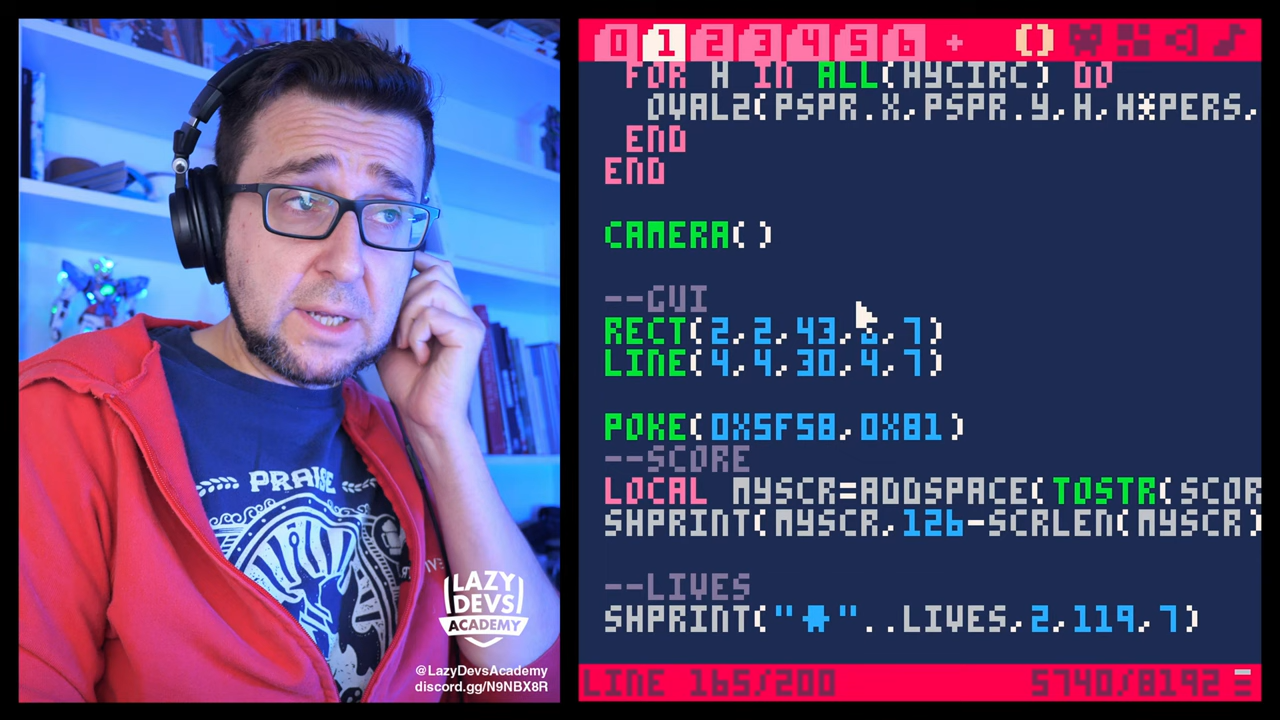 PRAISE
LAZY
DEVS
ACADEMY
@LazyDevsAcademy
discord.gg/N9NBX8R
0 1 2 3 4 5 6 + ()
FOR H IN ALL(HYCIRC) DO
OVAL2(PSPR.X,PSPR.Y,H,H*PERS,
END
END
CAMERA()
--GUI
RECT(2,2,43,6,7)
LINE(4,4,30,4,7)
POKE(0X5F58,0X81)
--SCORE
LOCAL MYSCR=ADDSPACE(TOSTR(SCOR
SHPRINT(MYSCR,126-SCRLEN(MYSCR)
--LIVES
SHPRINT(" "..LIVES,2,119,7)
LINE 165/200
5740/8192